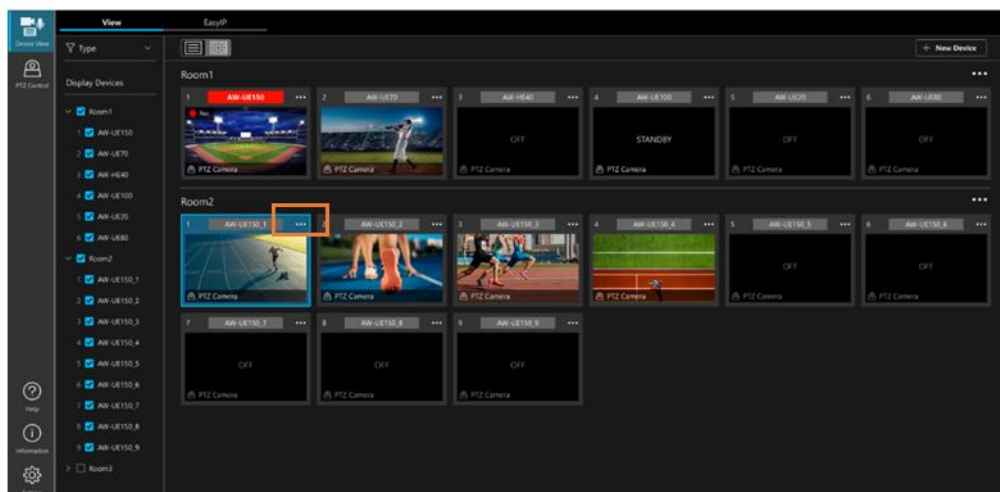 View
EasyIP
Device View
Type
+ New Device
PTZ Control
Display Devices
Room1
1 AW-UE150
2 AW-UE70
3 AW-HE40
4 AW-UE100
5 AW-UE20
6 AW-UE80
Room2
1 AW-UE150_1
2 AW-UE150_2
3 AW-UE150_3
4 AW-UE150_4
5 AW-UE150_5
6 AW-UE150_6
7 AW-UE150_7
8 AW-UE150_8
9 AW-UE150_9
Room3
Help
Information
Room1
1 AW-UE150 ...
Rec
PTZ Camera
2 AW-UE70 ...
PTZ Camera
3 AW-HE40 ...
OFF
PTZ Camera
4 AW-UE100 ...
STANDBY
PTZ Camera
5 AW-UE20 ...
OFF
PTZ Camera
6 AW-UE80 ...
OFF
PTZ Camera
Room2
1 AW-UE150_1 ...
PTZ Camera
2 AW-UE150_2 ...
PTZ Camera
3 AW-UE150_3 ...
PTZ Camera
4 AW-UE150_4 ...
PTZ Camera
5 AW-UE150_5 ...
OFF
PTZ Camera
6 AW-UE150_6 ...
OFF
PTZ Camera
7 AW-UE150_7 ...
OFF
PTZ Camera
8 AW-UE150_8 ...
OFF
PTZ Camera
9 AW-UE150_9 ...
OFF
PTZ Camera